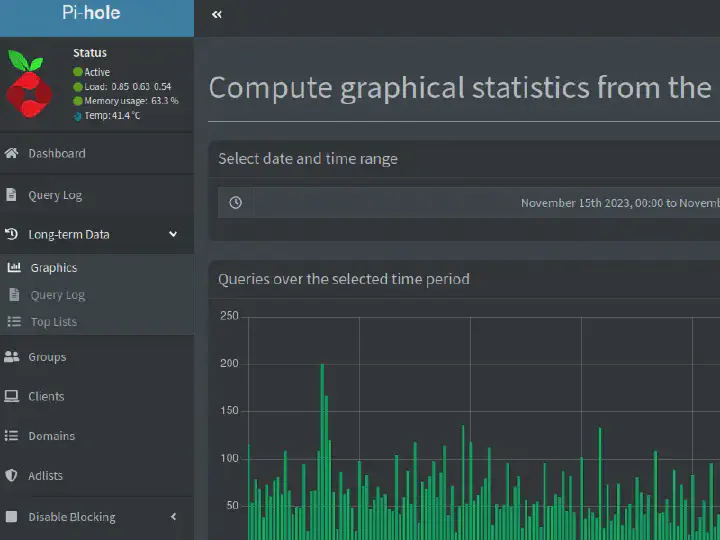 Pi-hole
Status
Active
Load: 0.85 0.63 0.54
Memory usage: 63.3 %
Temp: 41.4 °C
Dashboard
Query Log
Long-term Data
Graphics
Query Log
Top Lists
Groups
Clients
Domains
Adlists
Disable Blocking
Compute graphical statistics from the
Select date and time range
November 15th 2023, 00:00 to Novemb
Queries over the selected time period
250
200
150
100
50